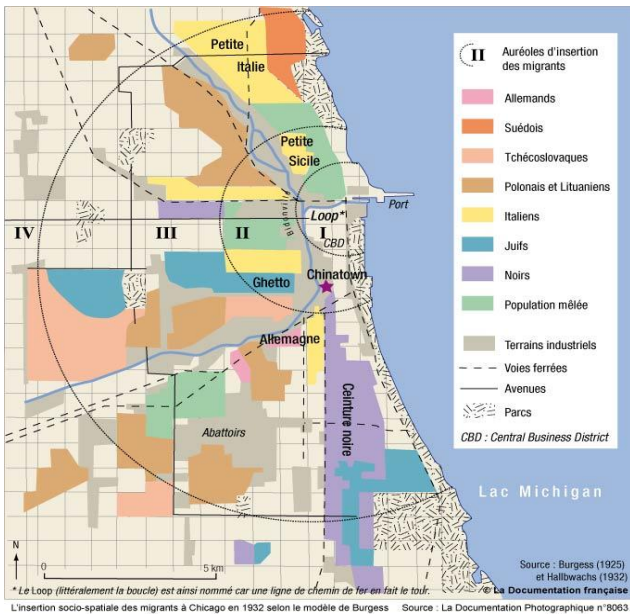 Petite
Italie
Petite
Sicile
Port
Loop*
Bidonvil
IV
III
II
I
CBD
Ghetto
Chinatown
Allemagne
Ceinture noire
Abattoirs
Lac Michigan
N
0
5 km
II
Auréoles d'insertion
des migrants
Allemands
Suédois
Tchécoslovaques
Polonais et Lituaniens
Italiens
Juifs
Noirs
Population mêlée
Terrains industriels
Voies ferrées
Avenues
Parcs
CBD : Central Business District
Source : Burgess (1925)
et Hallbwachs (1932)
* Le Loop (littéralement la boucle) est ainsi nommé car une ligne de chemin de fer en fait le tour.
© La Documentation française
L'insertion socio-spatiale des migrants à Chicago en 1932 selon le modèle de Burgess Source : La Documentation Photographique n°8093